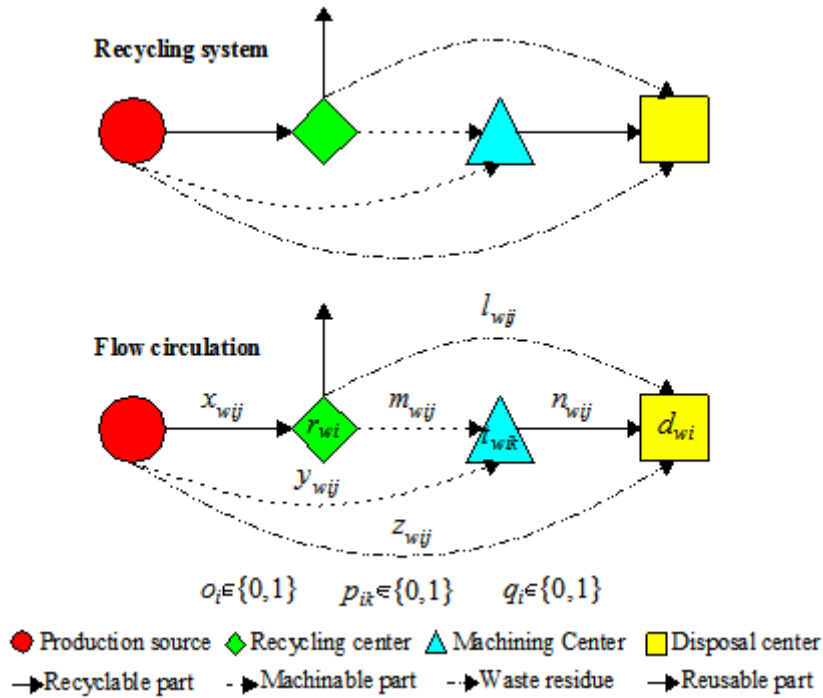 Recycling system
Flow circulation
l_wij
x_wij
r_wi
m_wij
n_wij
d_wi
y_wij
z_wij
o_i∈{0,1} p_ik∈{0,1} q_i∈{0,1}
Production source Recycling center Machining Center Disposal center
Recyclable part Machinable part Waste residue Reusable part